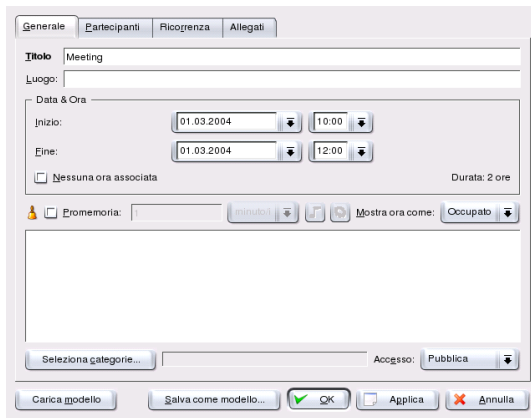 Generale Partecipanti Ricorrenza Allegati
Titolo Meeting
Luogo:
Data & Ora
Inizio: 01.03.2004 10:00
Fine: 01.03.2004 12:00
Nessuna ora associata Durata: 2 ore
Promemoria: 1 minuto/i Mostra ora come: Occupato
Seleziona categorie... Accesso: Pubblica
Carica modello Salva come modello... OK Applica Annulla